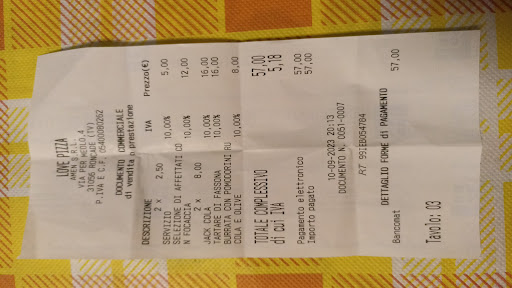 LOVE PIZZA
AMEN S.R.L.
VIA PER MEOLO, 4
31056 RONCADE (TV)
P.IVA E C.F. 05400080262
DOCUMENTO COMMERCIALE
di vendita o prestazione
DESCRIZIONE IVA Prezzo(€)
2 x 2,50
SERVIZIO 10,00% 5,00
SELEZIONE DI AFFETTATI CO
N FOCACCIA 10,00% 12,00
2 x 8,00
JACK COLA 10,00% 16,00
TARTARE DI FASSONA 10,00% 16,00
BURRATA CON POMODORINI, RU
COLA E OLIVE 10,00% 8,00
TOTALE COMPLESSIVO 57,00
di cui IVA 5,18
Pagamento elettronico 57,00
Importo pagato 57,00
10-09-2023 20:13
DOCUMENTO N. 0051-0007
RT 99IEB054704
DETTAGLIO FORME di PAGAMENTO
Bancomat 57,00
Tavolo: 03